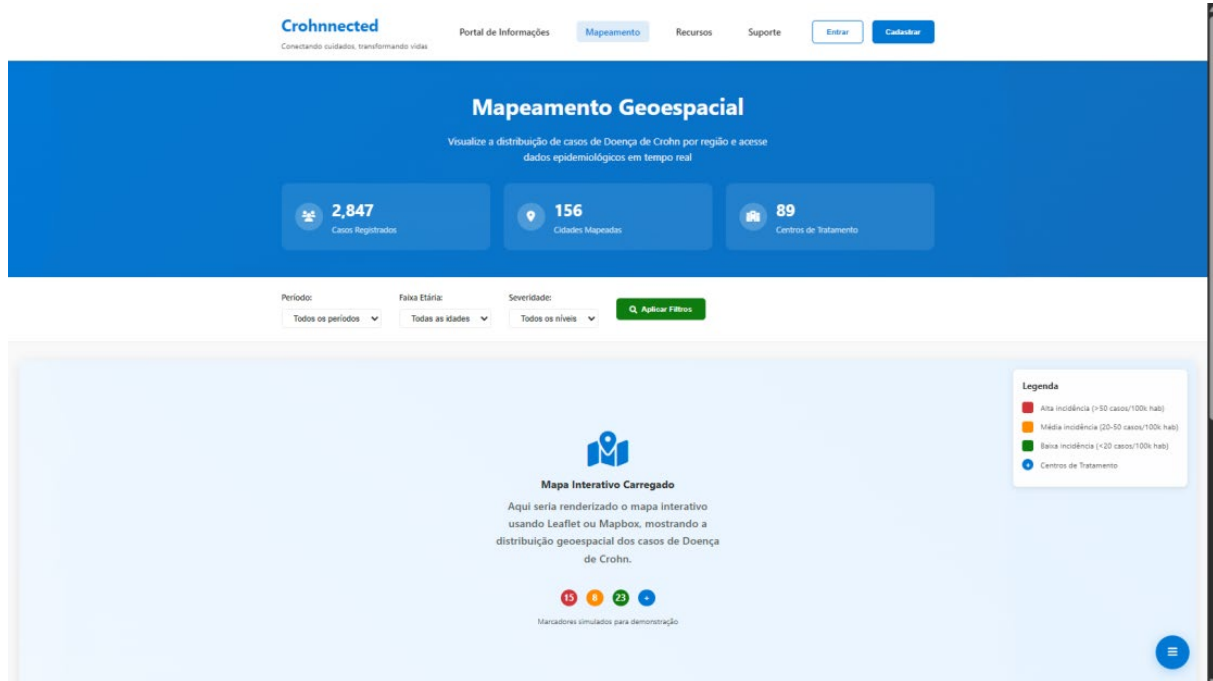 Crohnnected
Conectando cuidados, transformando vidas
Portal de Informações
Mapeamento
Recursos
Suporte
Entrar
Cadastrar
Mapeamento Geoespacial
Visualize a distribuição de casos de Doença de Crohn por região e acesse
dados epidemiológicos em tempo real
2,847
Casos Registrados
156
Cidades Mapeadas
89
Centros de Tratamento
Período:
Todos os períodos
Faixa Etária:
Todas as idades
Severidade:
Todos os níveis
Aplicar Filtros
Legenda
Alta incidência (>50 casos/100k hab)
Média incidência (20-50 casos/100k hab)
Baixa incidência (<20 casos/100k hab)
Centros de Tratamento
Mapa Interativo Carregado
Aqui seria renderizado o mapa interativo
usando Leaflet ou Mapbox, mostrando a
distribuição geoespacial dos casos de Doença
de Crohn.
15 8 23 +
Marcadores simulados para demonstração